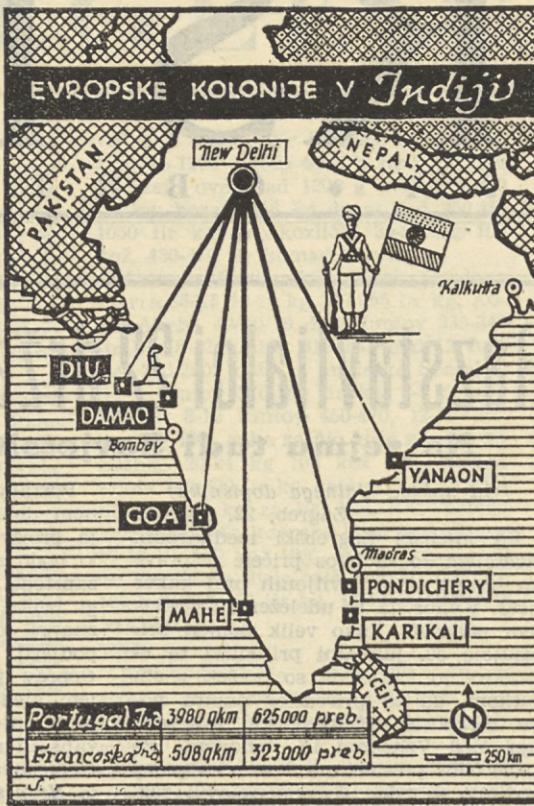 EVROPSKE KOLONIJE V Indiji
New Delhi
PAKISTAN
NEPAL
Kalkutta
DIU
DAMAO
Bombay
YANAON
GOA
Madras
PONDICHERY
MAHE
KARIKAL
CEJL.
Portugal. Ind. 3980 qkm 625000 preb.
Francoska Ind. 508 qkm 323000 preb.
N
250 km